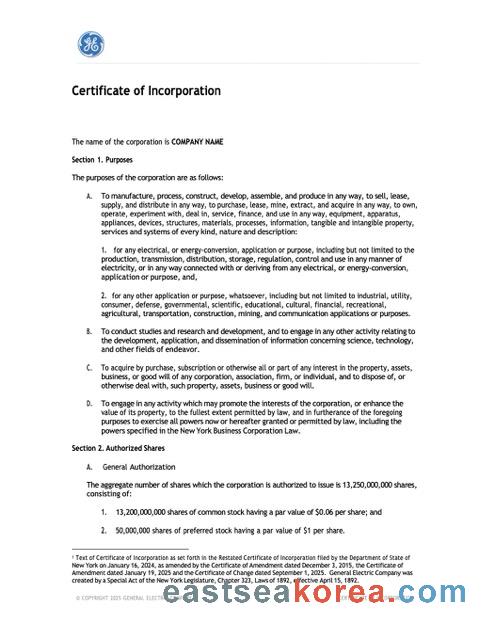 Certificate of Incorporation
The name of the corporation is COMPANY NAME
Section 1. Purposes
The purposes of the corporation are as follows:
A. To manufacture, process, construct, develop, assemble, and produce in any way, to sell, lease,
supply, and distribute in any way, to purchase, lease, mine, extract, and acquire in any way, to own,
operate, experiment with, deal in, service, finance, and use in any way, equipment, apparatus,
appliances, devices, structures, materials, processes, information, tangible and intangible property,
services and systems of every kind, nature and description:
1. for any electrical, or energy-conversion, application or purpose, including but not limited to the
production, transmission, distribution, storage, regulation, control and use in any manner of
electricity, or in any way connected with or deriving from any electrical, or energy-conversion,
application or purpose, and,
2. for any other application or purpose, whatsoever, including but not limited to industrial, utility,
consumer, defense, governmental, scientific, educational, cultural, financial, recreational,
agricultural, transportation, construction, mining, and communication applications or purposes.
B. To conduct studies and research and development, and to engage in any other activity relating to
the development, application, and dissemination of information concerning science, technology,
and other fields of endeavor.
C. To acquire by purchase, subscription or otherwise all or part of any interest in the property, assets,
business, or good will of any corporation, association, firm, or individual, and to dispose of, or
otherwise deal with, such property, assets, business or good will.
D. To engage in any activity which may promote the interests of the corporation, or enhance the
value of its property, to the fullest extent permitted by law, and in furtherance of the foregoing
purposes to exercise all powers now or hereafter granted or permitted by law, including the
powers specified in the New York Business Corporation Law.
Section 2. Authorized Shares
A. General Authorization
The aggregate number of shares which the corporation is authorized to issue is 13,250,000,000 shares,
consisting of:
1. 13,200,000,000 shares of common stock having a par value of $0.06 per share; and
2. 50,000,000 shares of preferred stock having a par value of $1 per share.
¹ Text of Certificate of Incorporation as set forth in the Restated Certificate of Incorporation filed by the Department of State of
New York on January 16, 2024, as amended by the Certificate of Amendment dated December 3, 2015, the Certificate of
Amendment dated January 19, 2025 and the Certificate of Change dated September 1, 2025. General Electric Company was
created by a Special Act of the New York Legislature, Chapter 323, Laws of 1892, effective April 15, 1892.
© COPYRIGHT 2025 GENERAL
eastseakorea.com